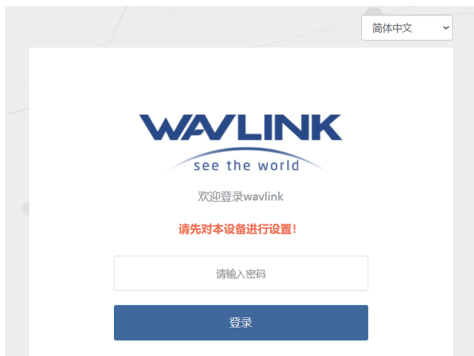 简体中文
WAVLINK
see the world
欢迎登录wavlink
请先对本设备进行设置!
请输入密码
登录